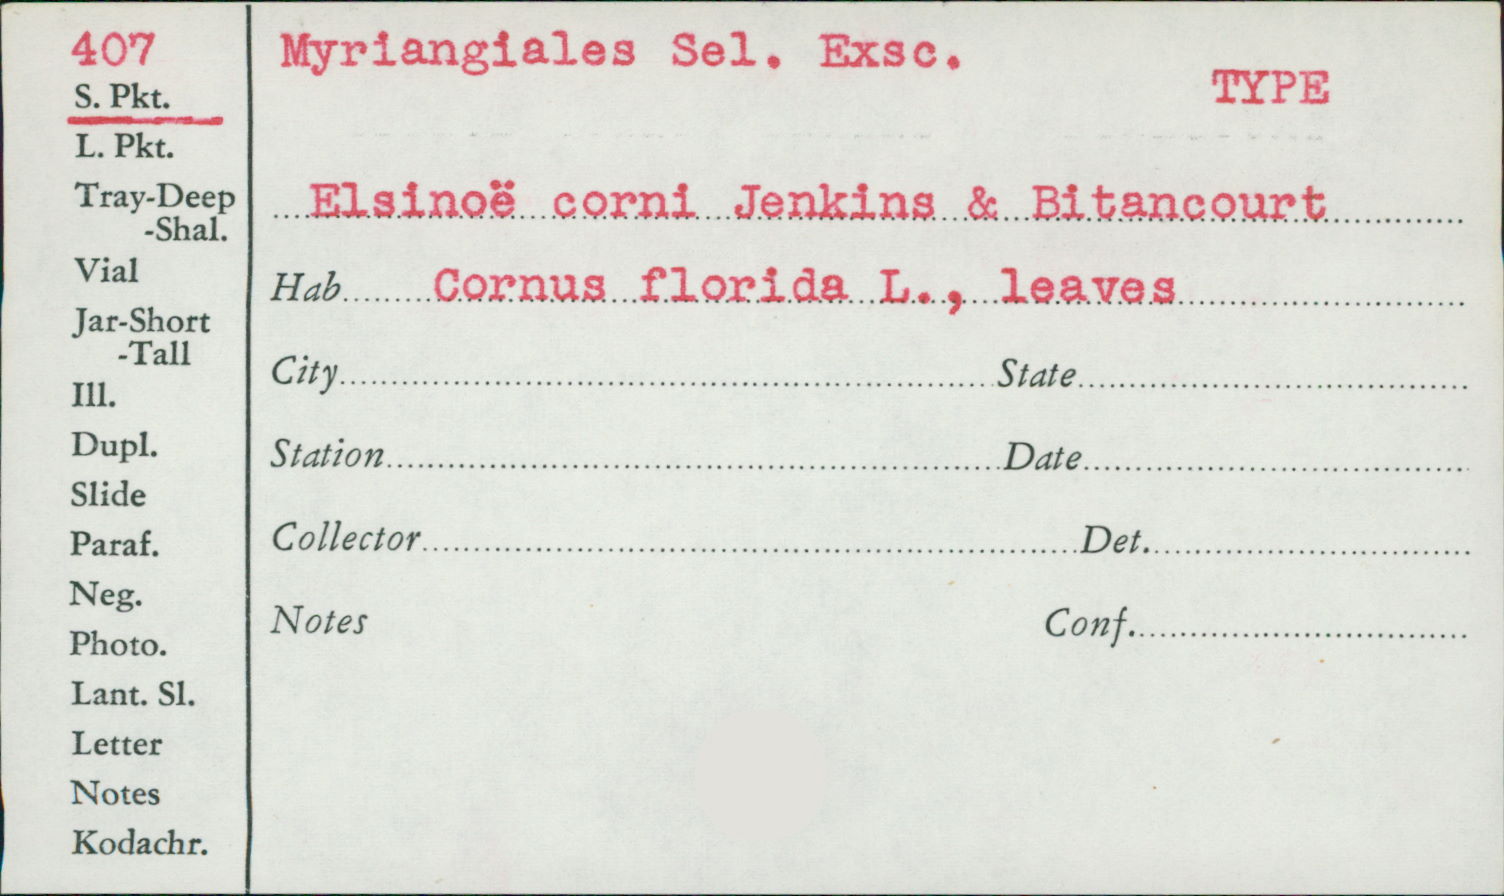 407
S. Pkt.
L. Pkt.
Tray-Deep
-Shal.
Vial
Jar-Short
-Tall
Ill.
Dupl.
Slide
Paraf.
Neg.
Photo.
Lant. Sl.
Letter
Notes
Kodachr.
Myriangiales Sel. Exsc.
TYPE
Elsinoë corni Jenkins & Bitancourt
Hab. Cornus florida L., leaves
City State
Station Date
Collector Det.
Notes Conf.